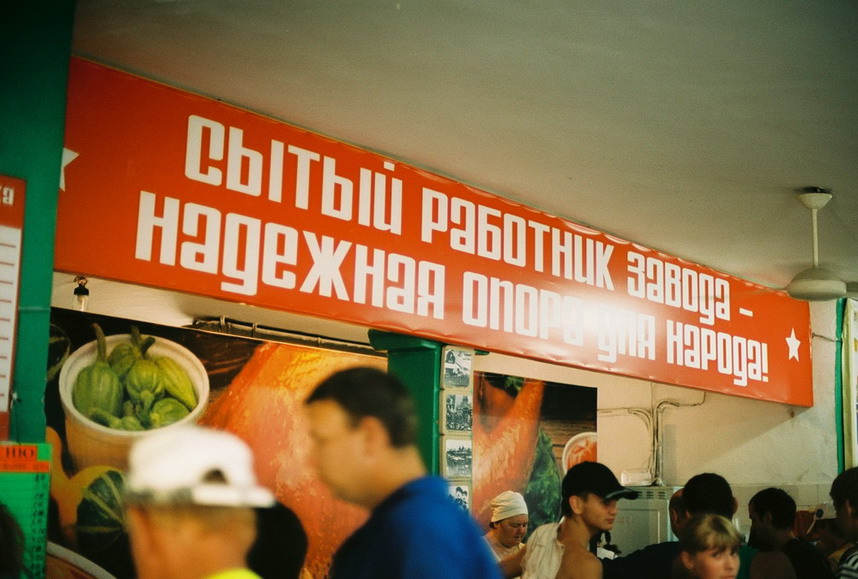 Сытый работник завода –
надежная опора для народа!